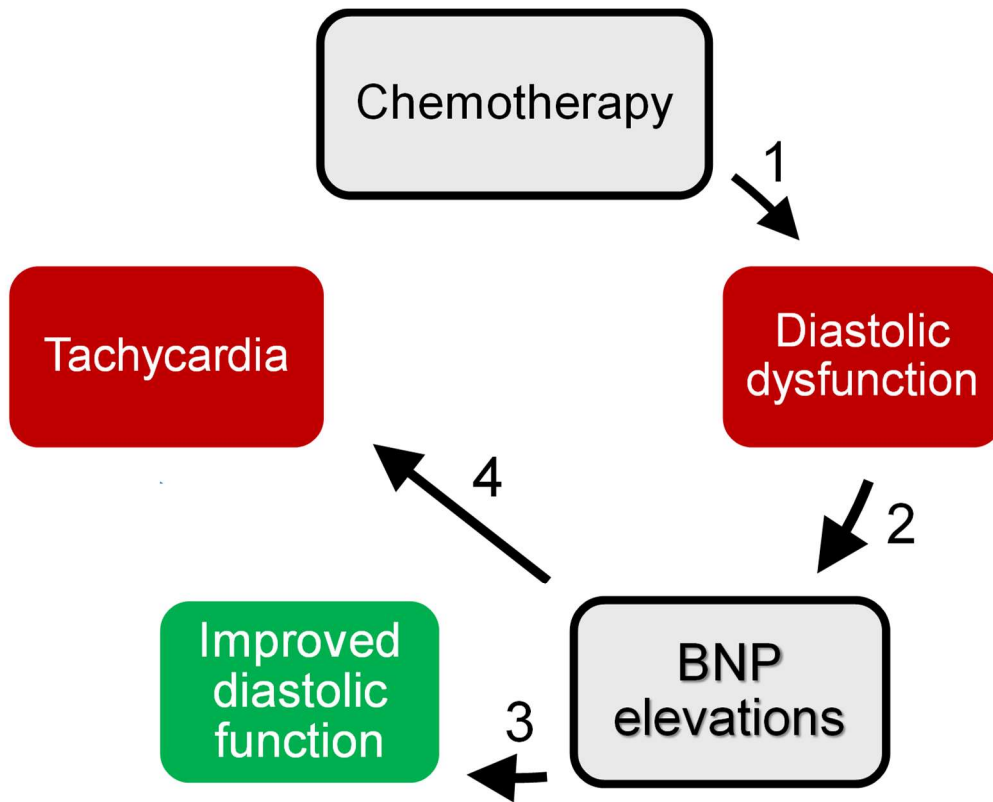 Chemotherapy
1
Diastolic
dysfunction
2
BNP
elevations
3
Improved
diastolic
function
4
Tachycardia